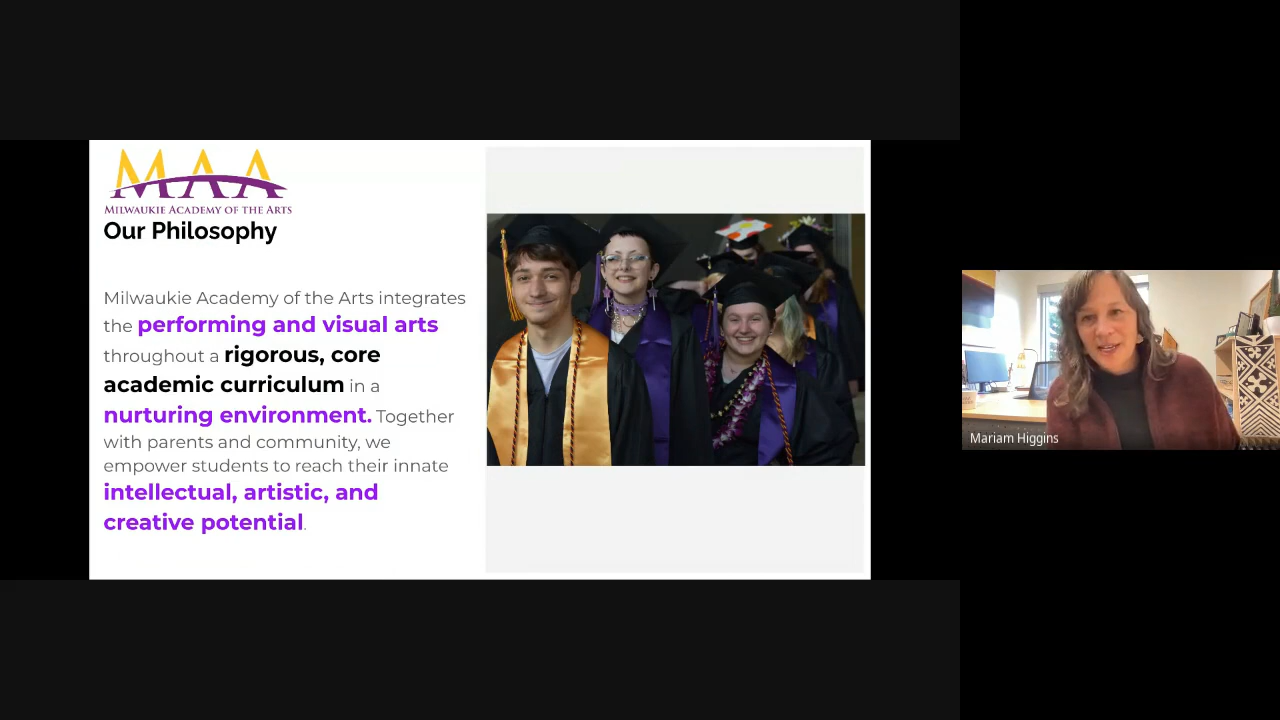 MAA
MILWAUKIE ACADEMY OF THE ARTS
Our Philosophy
Milwaukie Academy of the Arts integrates
the performing and visual arts
throughout a rigorous, core
academic curriculum in a
nurturing environment. Together
with parents and community, we
empower students to reach their innate
intellectual, artistic, and
creative potential.
Mariam Higgins